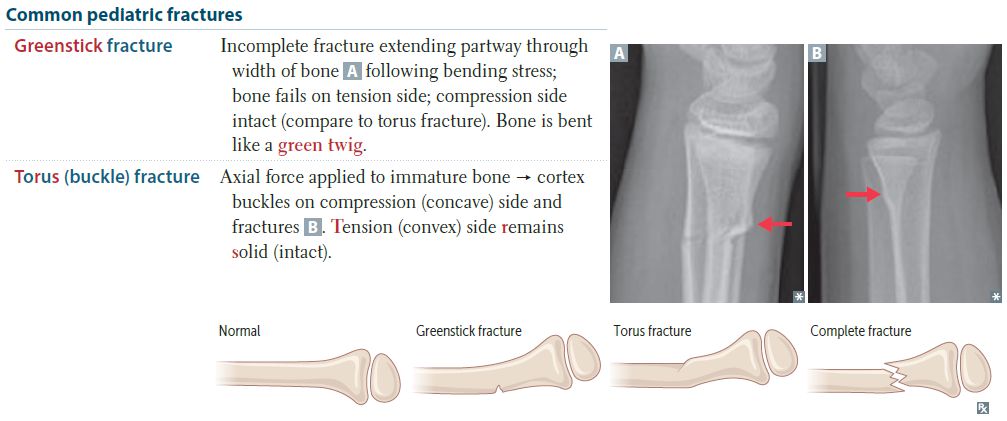 Common pediatric fractures
Greenstick fracture
Incomplete fracture extending partway through
width of bone A following bending stress;
bone fails on tension side; compression side
intact (compare to torus fracture). Bone is bent
like a green twig.
Torus (buckle) fracture
Axial force applied to immature bone → cortex
buckles on compression (concave) side and
fractures B. Tension (convex) side remains
solid (intact).
A
B
*
*
Normal
Greenstick fracture
Torus fracture
Complete fracture
℞